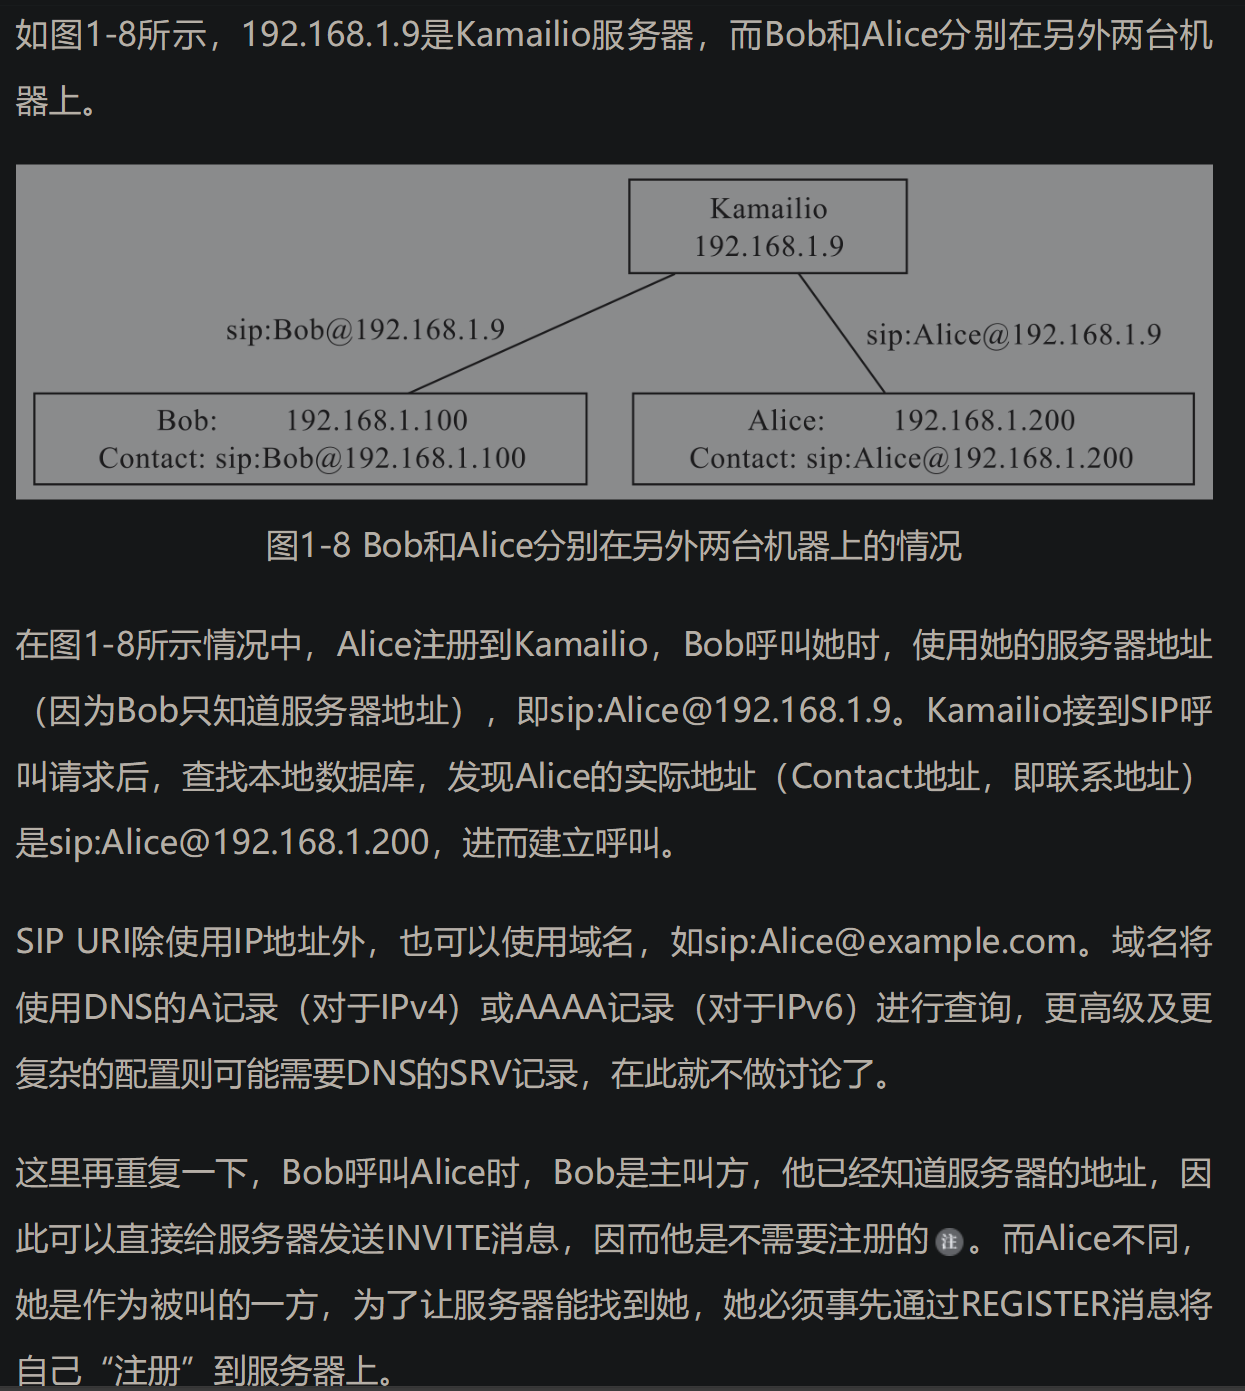 如图1-8所示，192.168.1.9是Kamailio服务器，而Bob和Alice分别在另外两台机
器上。
Kamailio
192.168.1.9
sip:Bob@192.168.1.9
sip:Alice@192.168.1.9
Bob: 192.168.1.100
Contact: sip:Bob@192.168.1.100
Alice: 192.168.1.200
Contact: sip:Alice@192.168.1.200
图1-8 Bob和Alice分别在另外两台机器上的情况
在图1-8所示情况中，Alice注册到Kamailio，Bob呼叫她时，使用她的服务器地址
（因为Bob只知道服务器地址），即sip:Alice@192.168.1.9。Kamailio接到SIP呼
叫请求后，查找本地数据库，发现Alice的实际地址（Contact地址，即联系地址）
是sip:Alice@192.168.1.200，进而建立呼叫。
SIP URI除使用IP地址外，也可以使用域名，如sip:Alice@example.com。域名将
使用DNS的A记录（对于IPv4）或AAAA记录（对于IPv6）进行查询，更高级及更
复杂的配置则可能需要DNS的SRV记录，在此就不做讨论了。
这里再重复一下，Bob呼叫Alice时，Bob是主叫方，他已经知道服务器的地址，因
此可以直接给服务器发送INVITE消息，因而他是不需要注册的注。而Alice不同，
她是作为被叫的一方，为了让服务器能找到她，她必须事先通过REGISTER消息将
自己“注册”到服务器上。